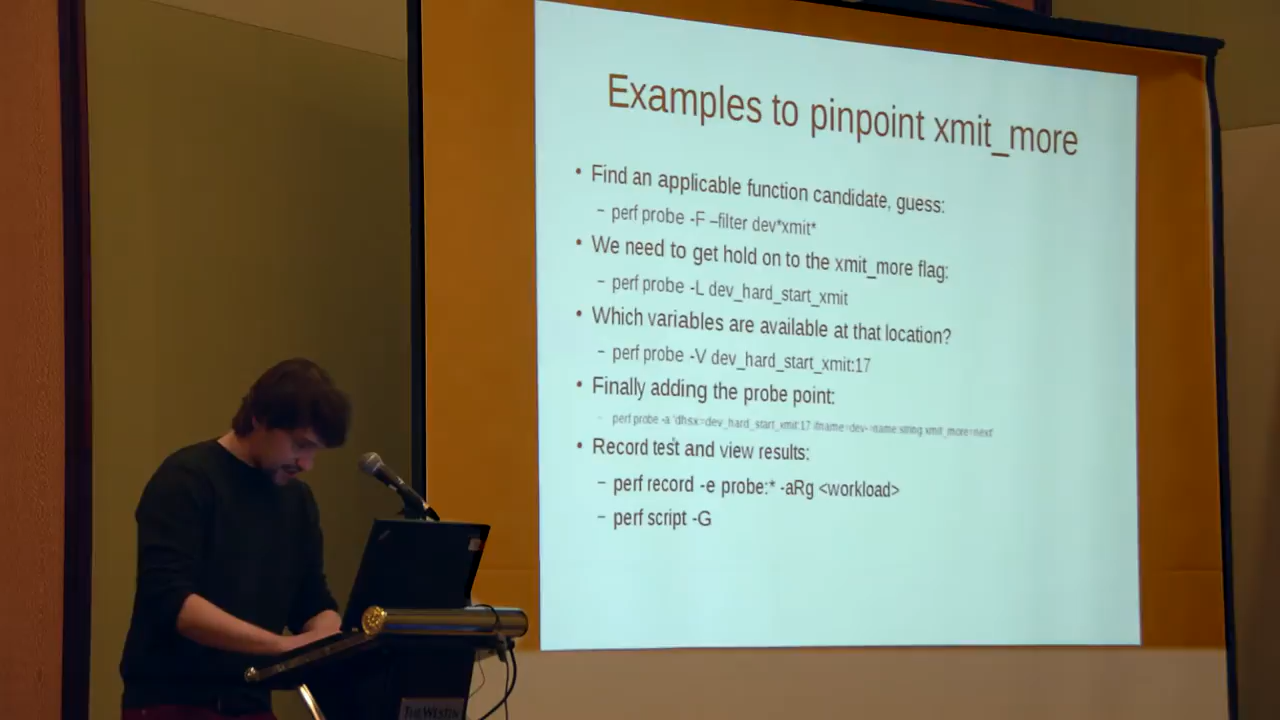 Examples to pinpoint xmit_more
• Find an applicable function candidate, guess:
– perf probe -F –filter dev*xmit*
• We need to get hold on to the xmit_more flag:
– perf probe -L dev_hard_start_xmit
• Which variables are available at that location?
– perf probe -V dev_hard_start_xmit:17
• Finally adding the probe point:
– perf probe -a 'dhsx=dev_hard_start_xmit:17 ifname=dev->name:string xmit_more=next'
• Record test and view results:
– perf record -e probe:* -aRg <workload>
– perf script -G
THE WESTIN